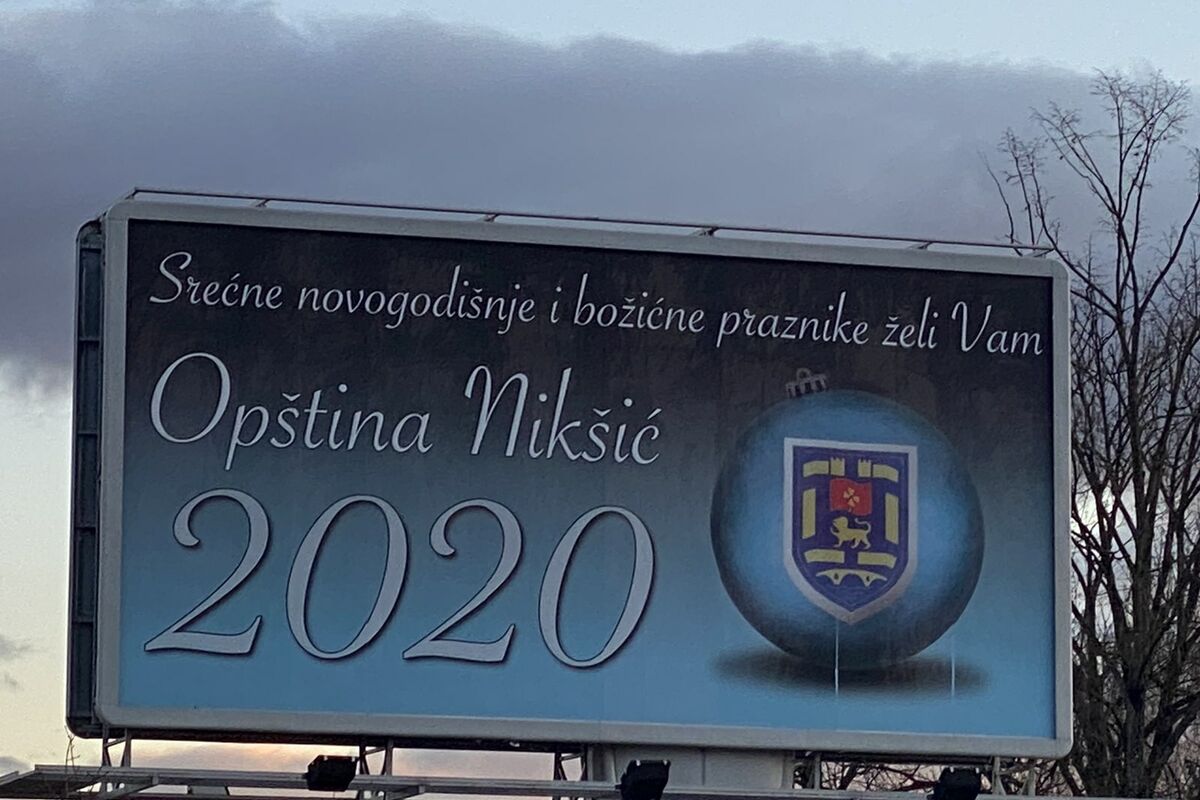 Srećne novogodišnje i božićne praznike želi Vam
Opština Nikšić
2020